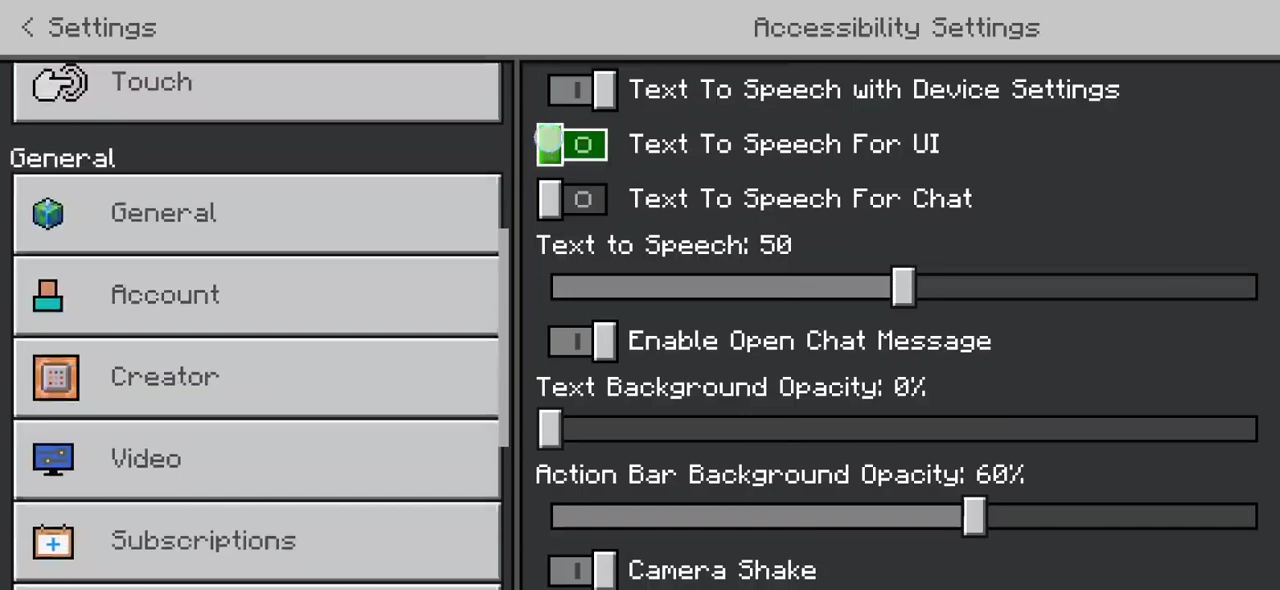 Settings
Accessibility Settings
Touch
General
General
Account
Creator
Video
Subscriptions
Text To Speech with Device Settings
Text To Speech For UI
Text To Speech For Chat
Text to Speech: 50
Enable Open Chat Message
Text Background Opacity: 0%
Action Bar Background Opacity: 60%
Camera Shake